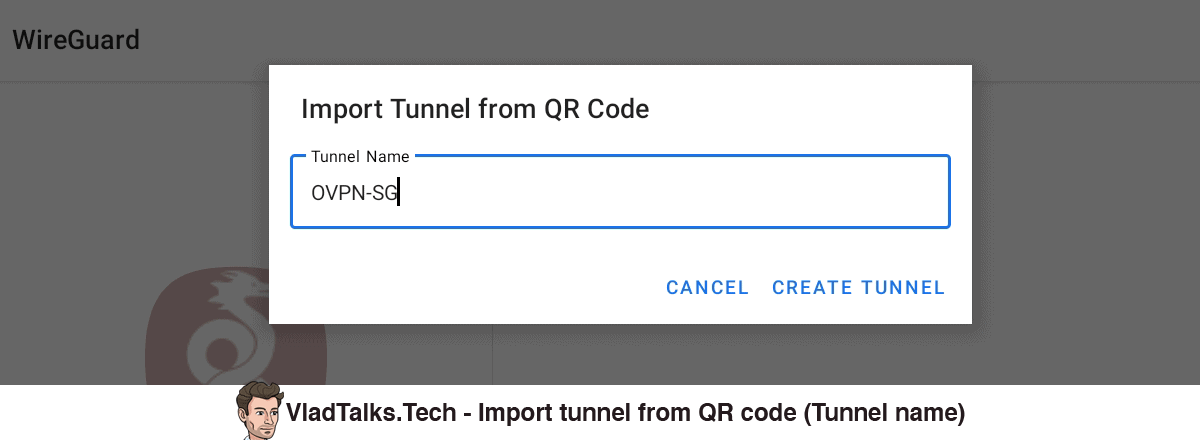 WireGuard
Import Tunnel from QR Code
Tunnel Name
OVPN-SG
CANCEL CREATE TUNNEL
VladTalks.Tech - Import tunnel from QR code (Tunnel name)